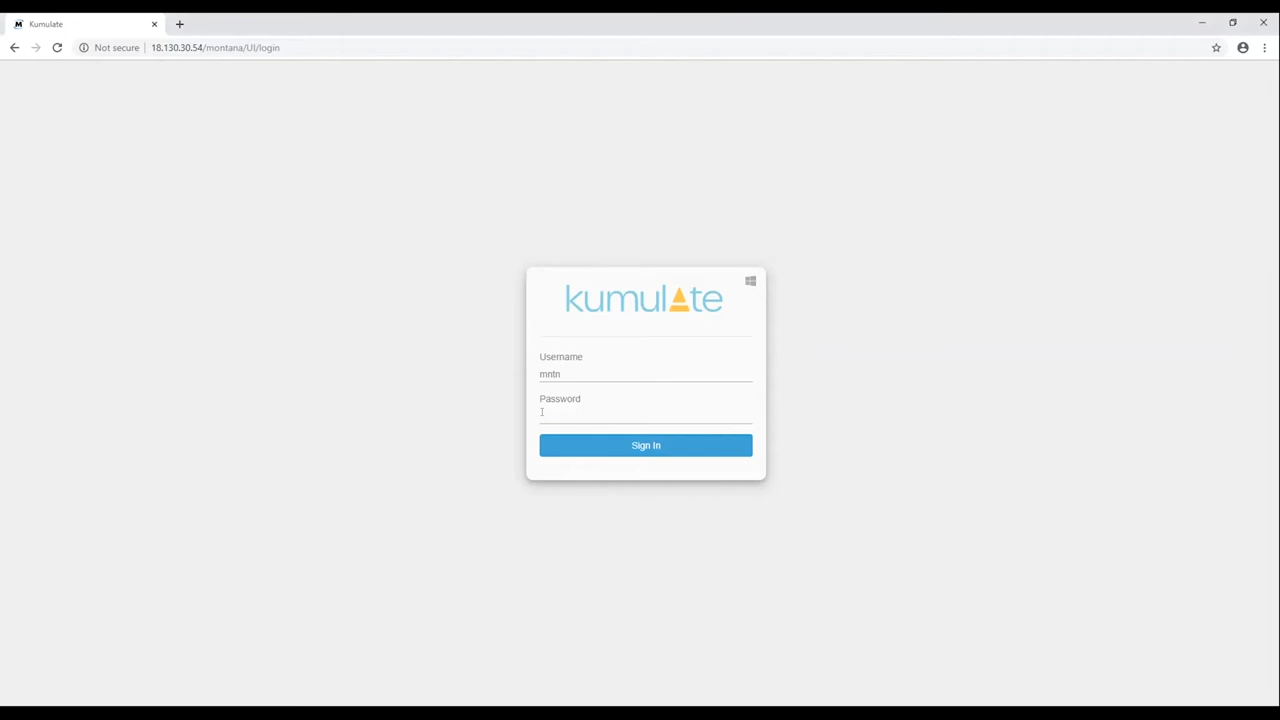 Kumulate
Not secure
18.130.30.54/montana/UI/login
kumulate
Username
mntn
Password
Sign In